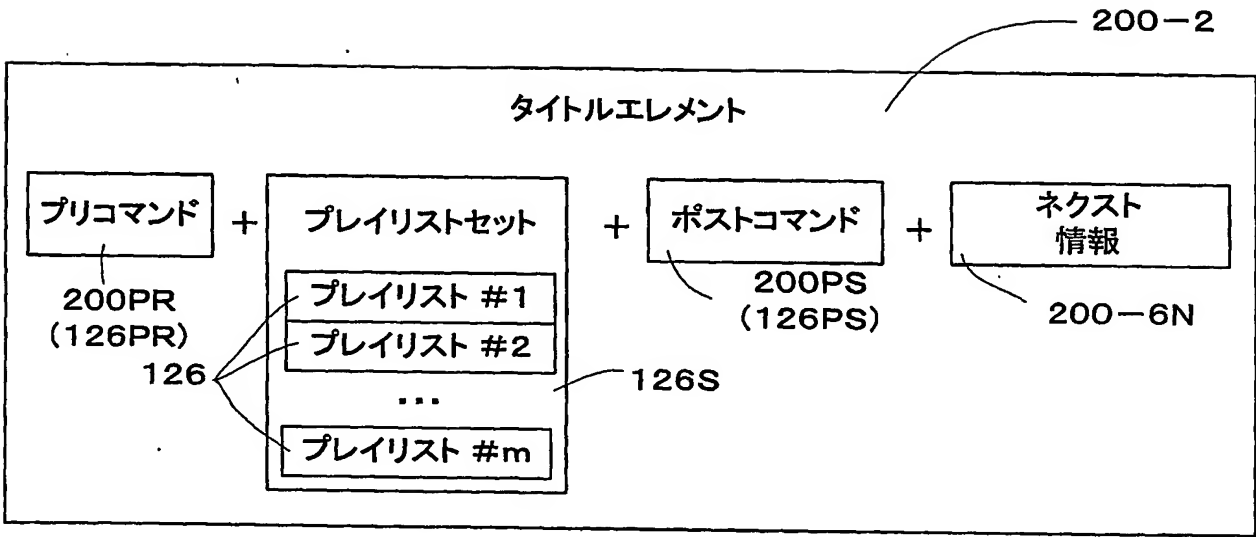 200-2
タイトルエレメント
プリコマンド
+
プレイリストセット
+
ポストコマンド
+
ネクスト
情報
200PR
(126PR)
プレイリスト #1
プレイリスト #2
...
プレイリスト #m
126
126S
200PS
(126PS)
200-6N